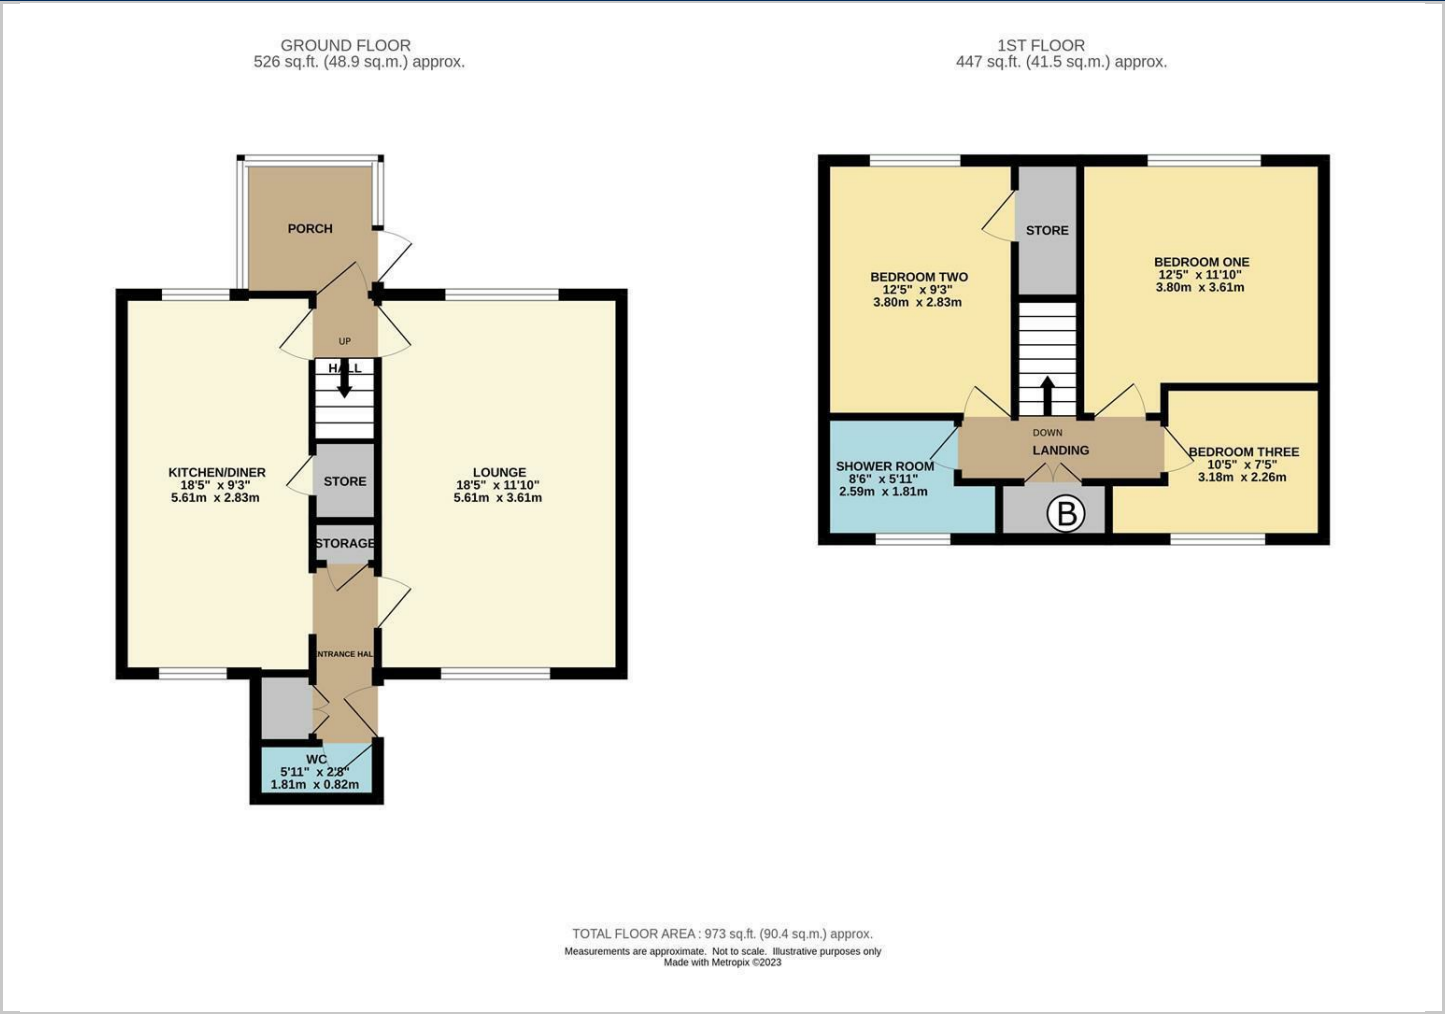 GROUND FLOOR
526 sq.ft. (48.9 sq.m.) approx.
PORCH
UP
HALL
KITCHEN/DINER
18'5" x 9'3"
5.61m x 2.83m
STORE
LOUNGE
18'5" x 11'10"
5.61m x 3.61m
STORAGE
NTRANCE HAL
WC
5'11" x 2'8"
1.81m x 0.82m
1ST FLOOR
447 sq.ft. (41.5 sq.m.) approx.
BEDROOM TWO
12'5" x 9'3"
3.80m x 2.83m
STORE
BEDROOM ONE
12'5" x 11'10"
3.80m x 3.61m
DOWN
LANDING
SHOWER ROOM
8'6" x 5'11"
2.59m x 1.81m
BEDROOM THREE
10'5" x 7'5"
3.18m x 2.26m
B
TOTAL FLOOR AREA : 973 sq.ft. (90.4 sq.m.) approx.
Measurements are approximate. Not to scale. Illustrative purposes only
Made with Metropix ©2023